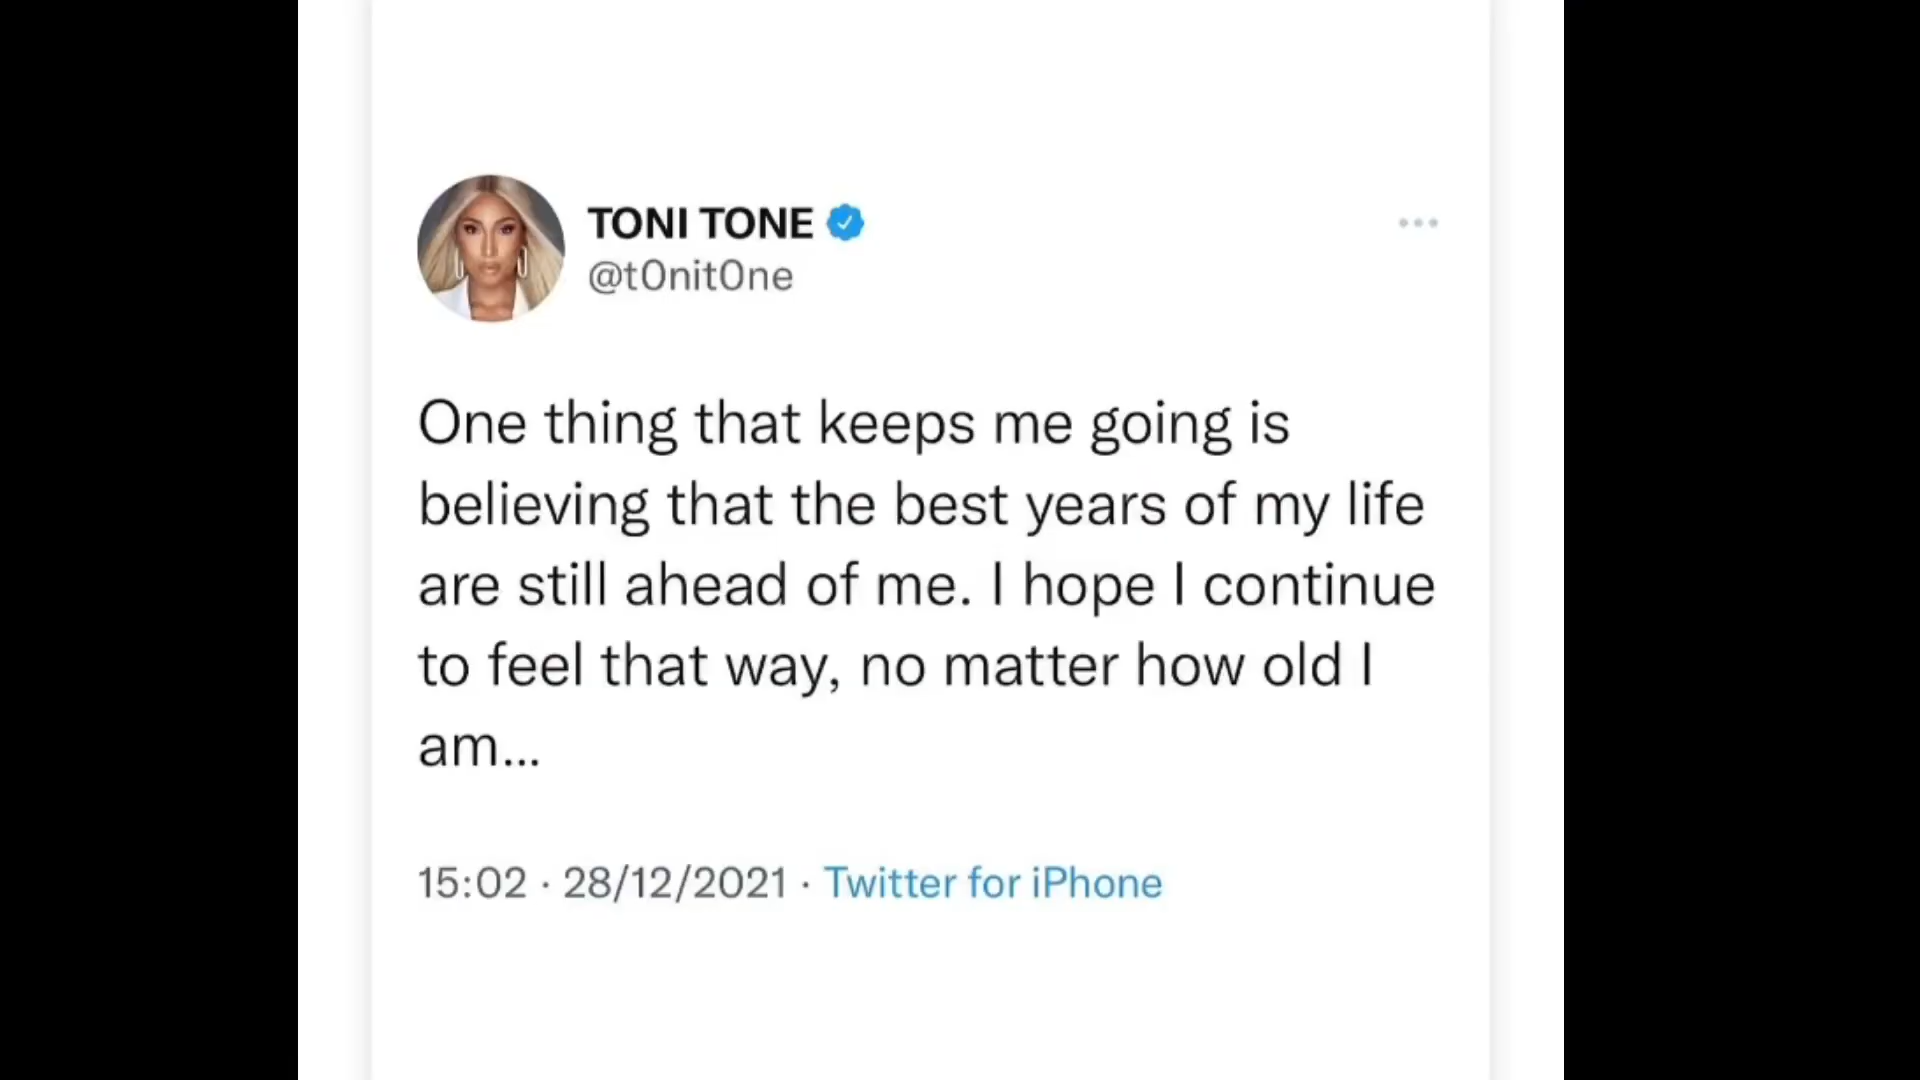 TONI TONE
@t0nit0ne
One thing that keeps me going is
believing that the best years of my life
are still ahead of me. I hope I continue
to feel that way, no matter how old I
am...
15:02 · 28/12/2021 · Twitter for iPhone